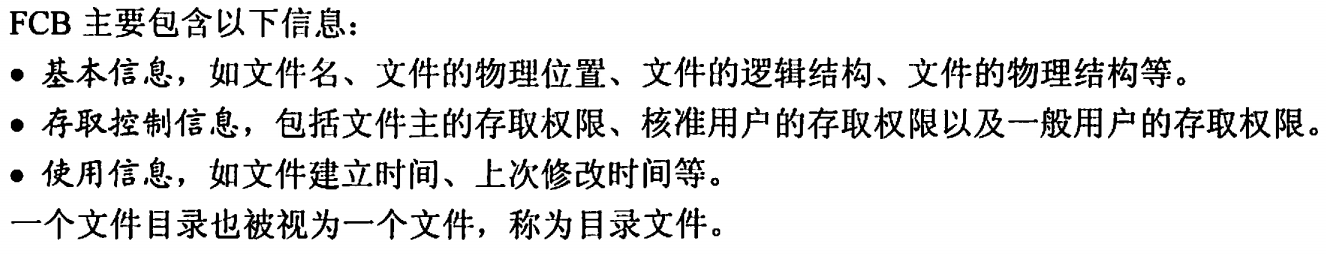 FCB 主要包含以下信息：
• 基本信息，如文件名、文件的物理位置、文件的逻辑结构、文件的物理结构等。
• 存取控制信息，包括文件主的存取权限、核准用户的存取权限以及一般用户的存取权限。
• 使用信息，如文件建立时间、上次修改时间等。
一个文件目录也被视为一个文件，称为目录文件。